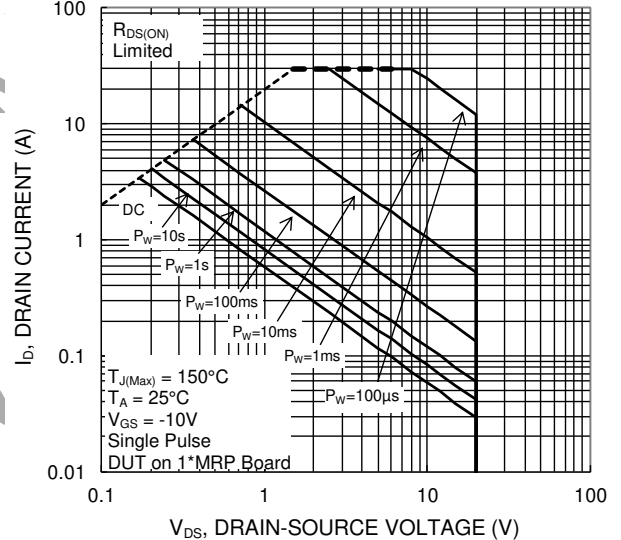 100
R_DS(ON)
Limited
10
1
0.1
0.01
I_D, DRAIN CURRENT (A)
DC
P_W=10s
P_W=1s
P_W=100ms
P_W=10ms
P_W=1ms
P_W=100µs
T_J(Max) = 150°C
T_A = 25°C
V_GS = -10V
Single Pulse
DUT on 1*MRP Board
0.1 1 10 100
V_DS, DRAIN-SOURCE VOLTAGE (V)